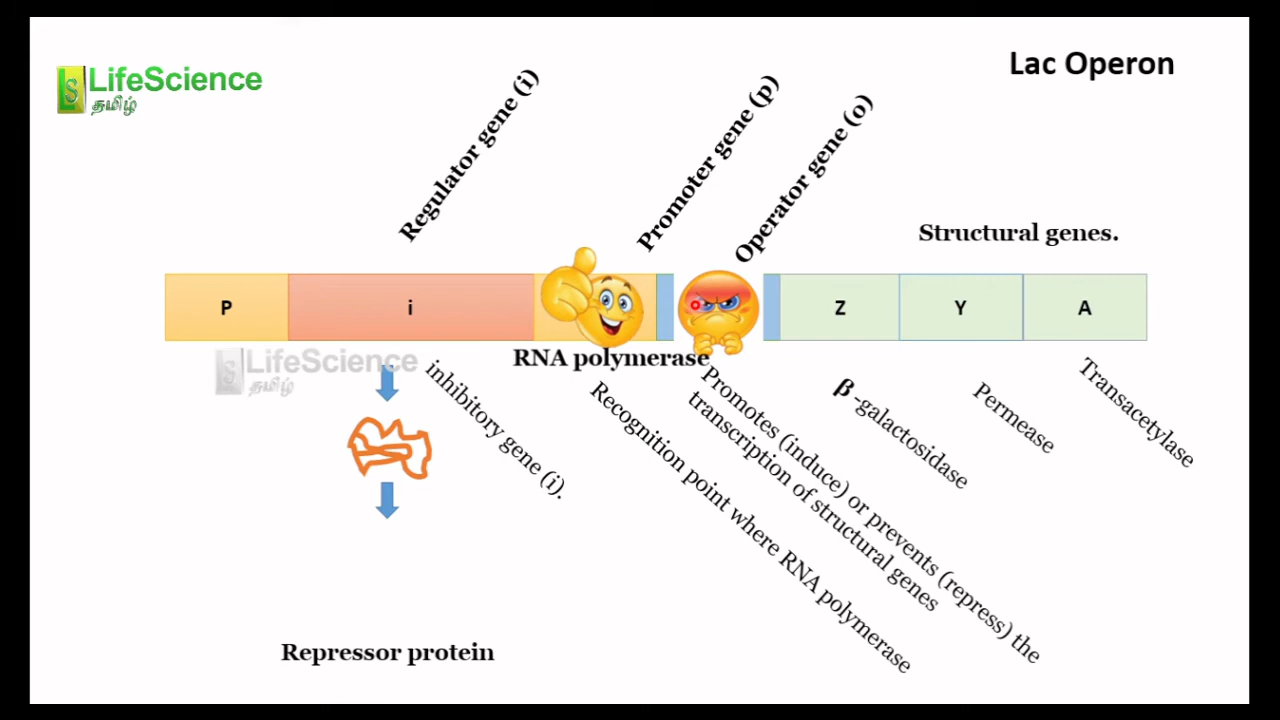 Lac Operon
LifeScience
தமிழ்
Regulator gene (i)
Promoter gene (p)
Operator gene (o)
Structural genes.
P
i
Z
Y
A
RNA polymerase
LifeScience
தமிழ்
inhibitory gene (i).
Recognition point where RNA polymerase
Promotes (induce) or prevents (repress) the
transcription of structural genes
β -galactosidase
Permease
Transacetylase
Repressor protein